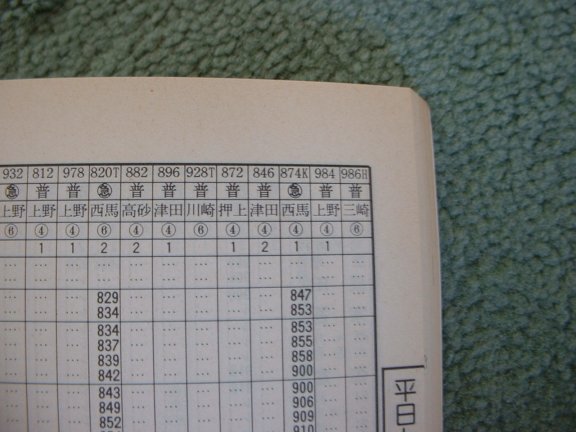 932 812 978 820T 882 896 928T 872 846 874K 984 986H
急 普 普 急 普 普 普 普 普 急 普 普
上野 上野 上野 西馬 高砂 津田 川崎 押上 津田 西馬 上野 三崎
⑥ ④ ④ ⑥ ④ ④ ⑥ ④ ④ ④ ④ ⑥
1 1 2 2 1 1 2 1 1
… … … … … … … … … … … …
… … … … … … … … … … … …
… … … 829 … … … … … 847 … …
… … … 834 … … … … … 853 … …
… … … 834 … … … … … 853 … …
… … … 837 … … … … … 855 … …
… … … 839 … … … … … 858 … …
… … … 842 … … … … … 900 … …
… … … 843 … … … … … 900 … …
… … … 849 … … … … … 906 … …
… … … 852 … … … … … 909 … …
910
平日